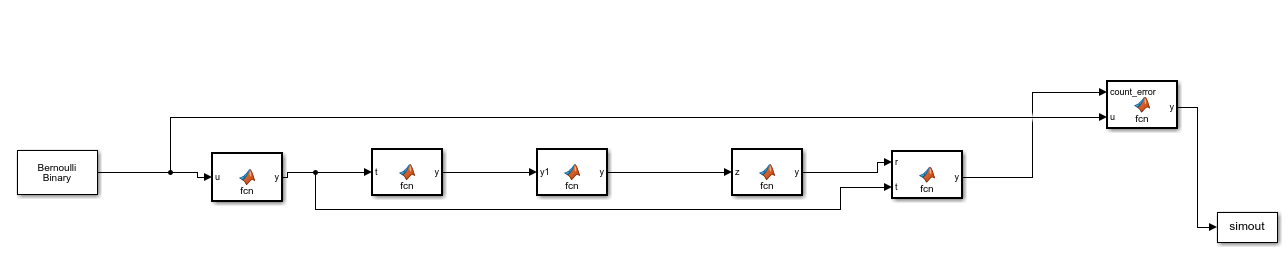 Bernoulli
Binary
u
y
fcn
t
y
fcn
y1
y
fcn
z
y
fcn
r
t
y
fcn
count_error
u
y
fcn
simout